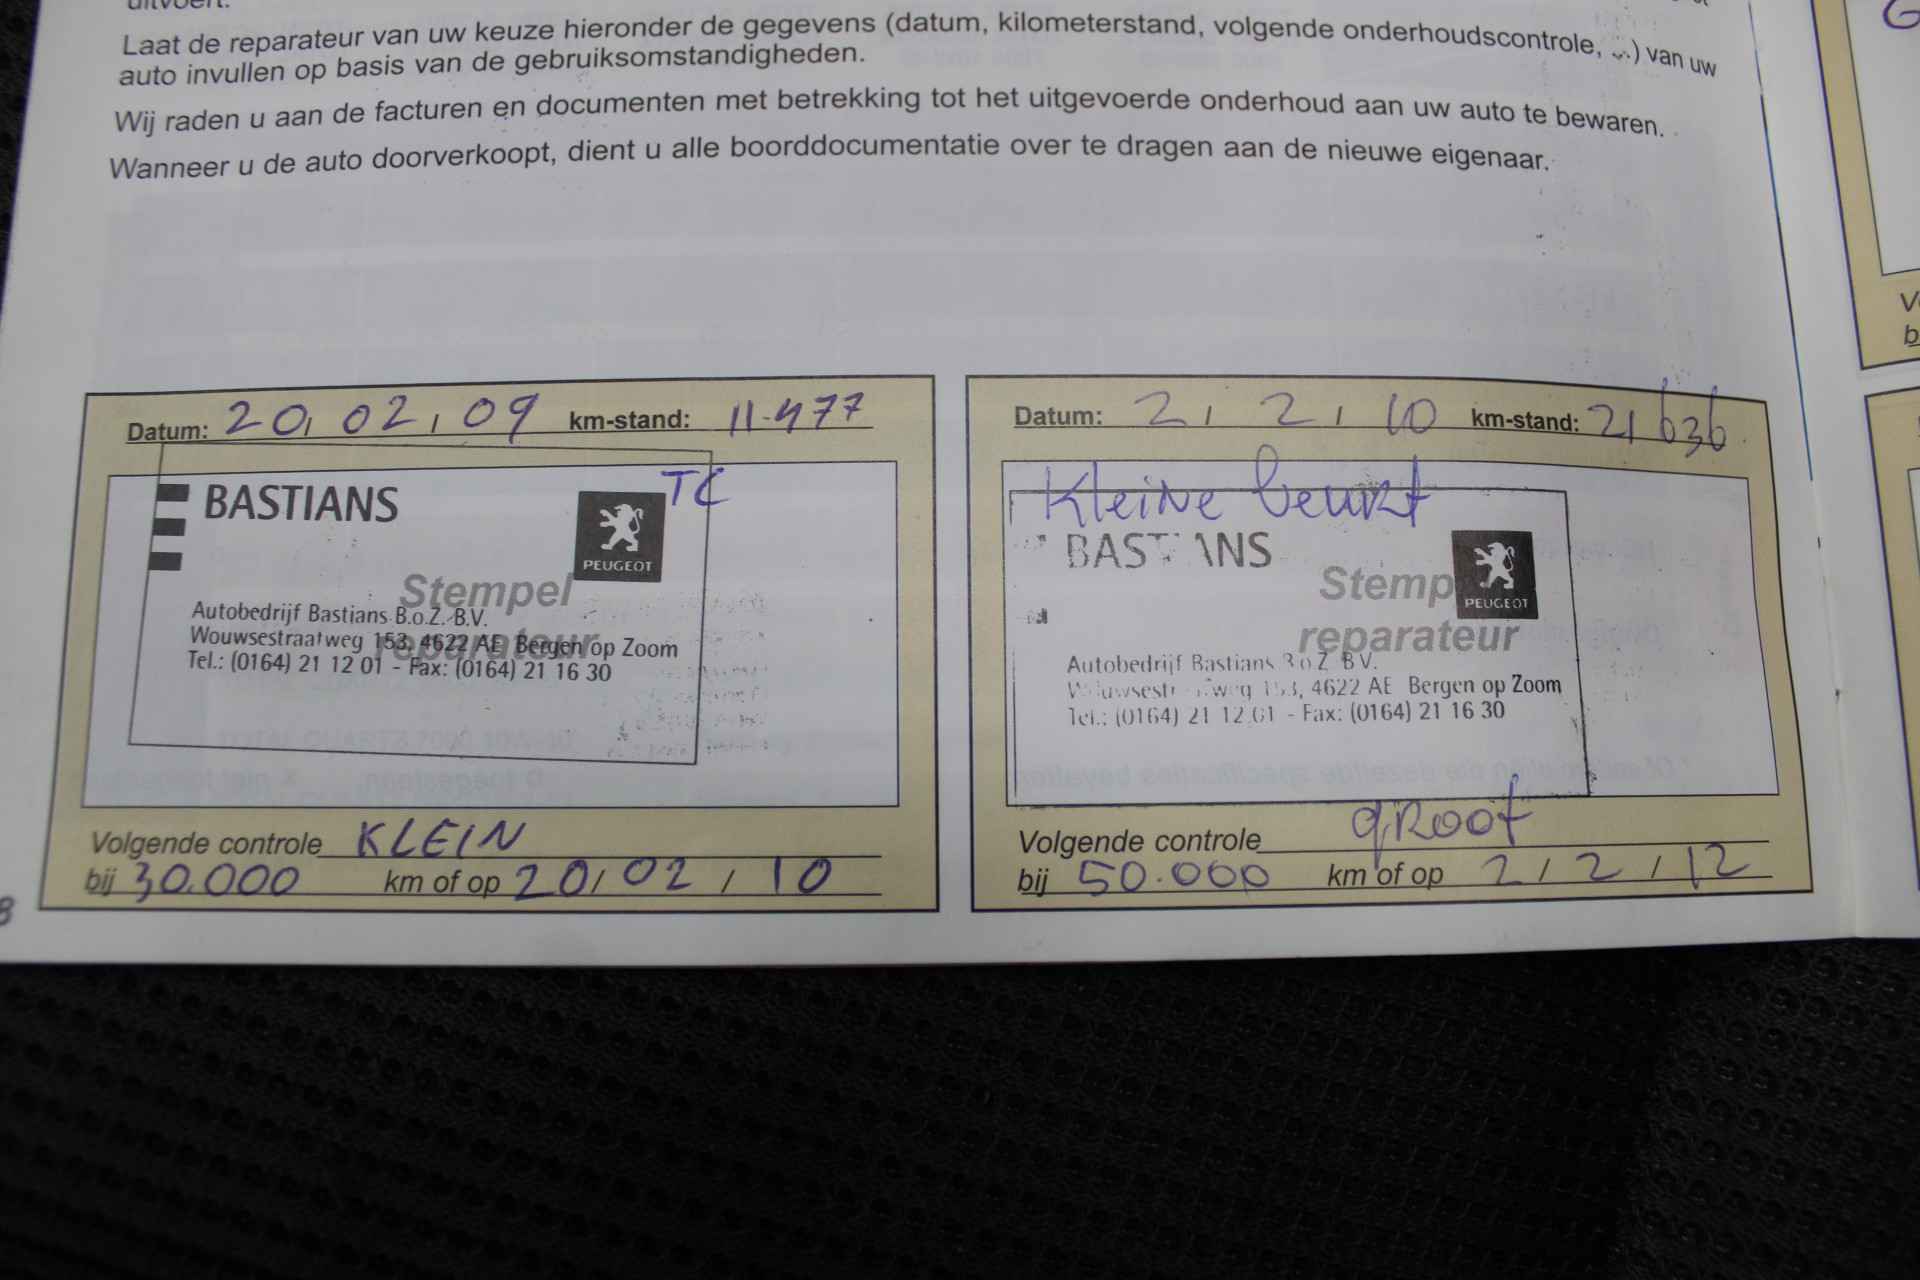 uitvoert.
Laat de reparateur van uw keuze hieronder de gegevens (datum, kilometerstand, volgende onderhoudscontrole, ...) van uw
auto invullen op basis van de gebruiksomstandigheden.
Wij raden u aan de facturen en documenten met betrekking tot het uitgevoerde onderhoud aan uw auto te bewaren.
Wanneer u de auto doorverkoopt, dient u alle boorddocumentatie over te dragen aan de nieuwe eigenaar.
Datum: 20, 02, 09 km-stand: 11.477
TC
BASTIANS
PEUGEOT
Stempel
reparateur
Autobedrijf Bastians B.o.Z. B.V.
Wouwsestraatweg 153, 4622 AE Bergen op Zoom
Tel.: (0164) 21 12 01 - Fax: (0164) 21 16 30
Volgende controle KLEIN
bij 30.000 km of op 20 / 02 / 10
Datum: 2 / 2 / 10 km-stand: 21 636
Kleine beurt
BASTIANS
PEUGEOT
Stemp
reparateur
Autobedrijf Bastians B.o.Z. B.V.
Wouwsestraatweg 153, 4622 AE Bergen op Zoom
Tel.: (0164) 21 12 01 - Fax: (0164) 21 16 30
Volgende controle groot
bij 50.000 km of op 2 / 2 / 12